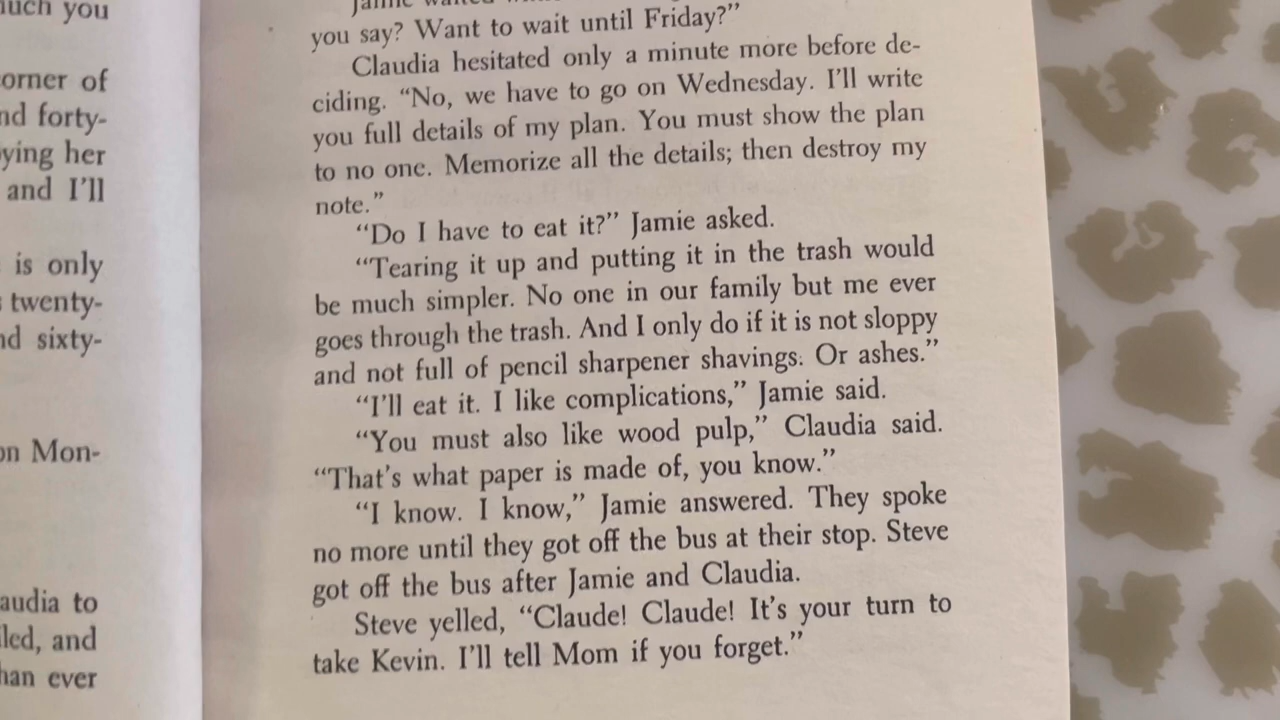 much you
orner of
nd forty-
ying her
and I'll
is only
twenty-
nd sixty-
on Mon-
audia to
led, and
han ever
Jamie waited
you say? Want to wait until Friday?”
Claudia hesitated only a minute more before de-
ciding. “No, we have to go on Wednesday. I'll write
you full details of my plan. You must show the plan
to no one. Memorize all the details; then destroy my
note.”
“Do I have to eat it?” Jamie asked.
“Tearing it up and putting it in the trash would
be much simpler. No one in our family but me ever
goes through the trash. And I only do if it is not sloppy
and not full of pencil sharpener shavings. Or ashes.”
“I'll eat it. I like complications,” Jamie said.
“You must also like wood pulp,” Claudia said.
“That's what paper is made of, you know.”
“I know. I know,” Jamie answered. They spoke
no more until they got off the bus at their stop. Steve
got off the bus after Jamie and Claudia.
Steve yelled, “Claude! Claude! It's your turn to
take Kevin. I'll tell Mom if you forget.”